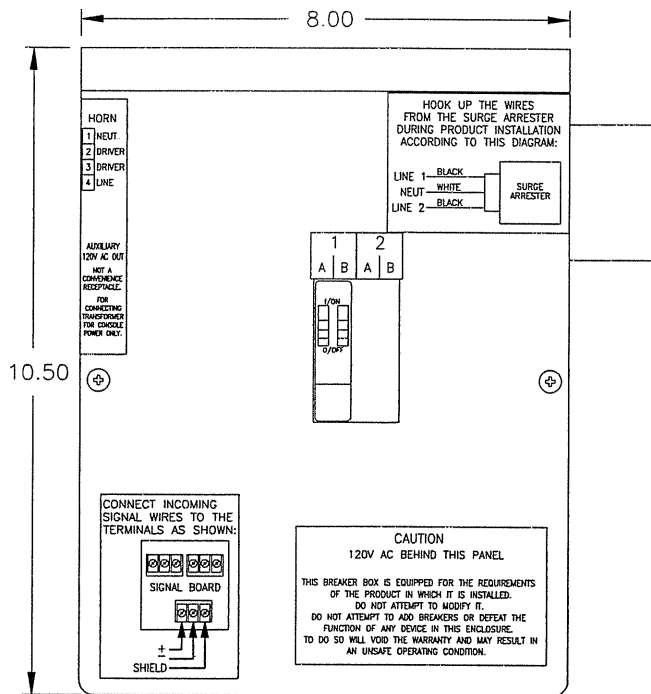 8.00
10.50
HORN
1 NEUT.
2 DRIVER
3 DRIVER
4 LINE
AUXILIARY
120V AC OUT
NOT A
CONVENIENCE
RECEPTACLE.
FOR
CONNECTING
TRANSFORMER
FOR CONSOLE
POWER ONLY.
HOOK UP THE WIRES
FROM THE SURGE ARRESTER
DURING PRODUCT INSTALLATION
ACCORDING TO THIS DIAGRAM:
LINE 1 BLACK
NEUT WHITE
LINE 2 BLACK
SURGE
ARRESTER
1 2
A B A B
1/ON
O/OFF
CONNECT INCOMING
SIGNAL WIRES TO THE
TERMINALS AS SHOWN:
SIGNAL BOARD
+
-
SHIELD
CAUTION
120V AC BEHIND THIS PANEL
THIS BREAKER BOX IS EQUIPPED FOR THE REQUIREMENTS
OF THE PRODUCT IN WHICH IT IS INSTALLED.
DO NOT ATTEMPT TO MODIFY IT.
DO NOT ATTEMPT TO ADD BREAKERS OR DEFEAT THE
FUNCTION OF ANY DEVICE IN THIS ENCLOSURE.
TO DO SO WILL VOID THE WARRANTY AND MAY RESULT IN
AN UNSAFE OPERATING CONDITION.